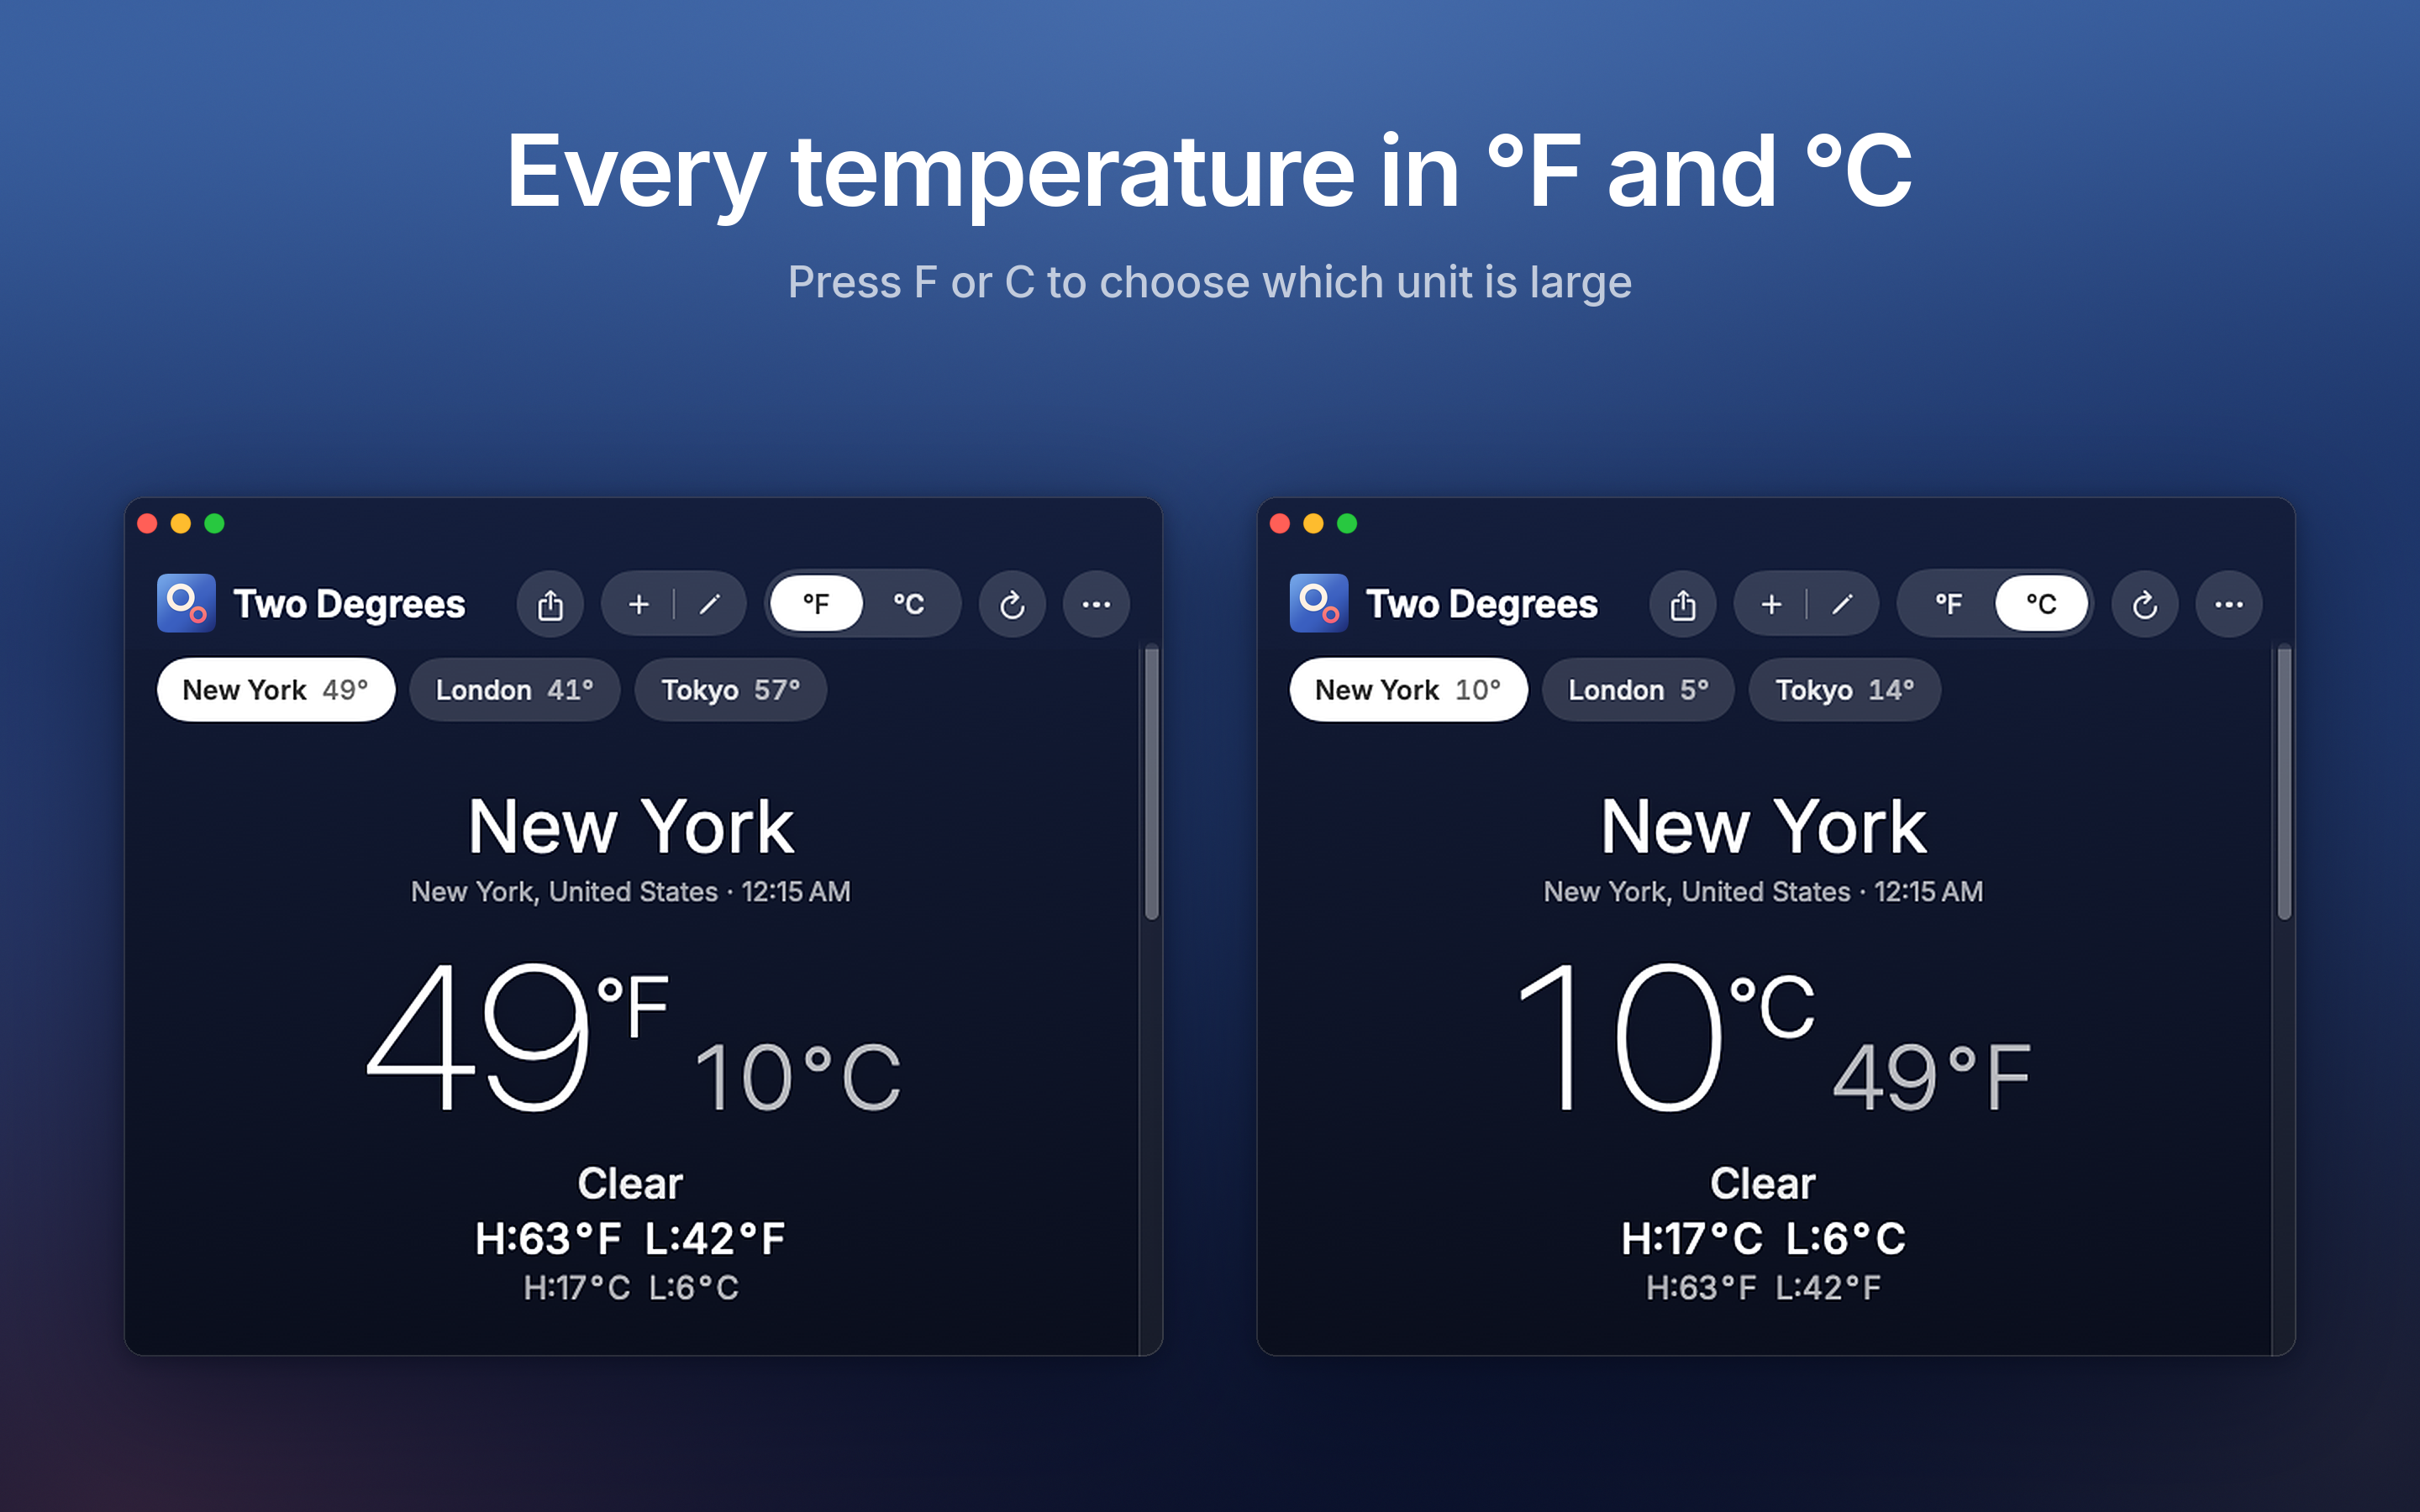 Every temperature in °F and °C
Press F or C to choose which unit is large
Two Degrees
°F °C
New York 49° London 41° Tokyo 57°
New York
New York, United States · 12:15 AM
49°F 10°C
Clear
H:63°F L:42°F
H:17°C L:6°C
Two Degrees
°F °C
New York 10° London 5° Tokyo 14°
New York
New York, United States · 12:15 AM
10°C 49°F
Clear
H:17°C L:6°C
H:63°F L:42°F